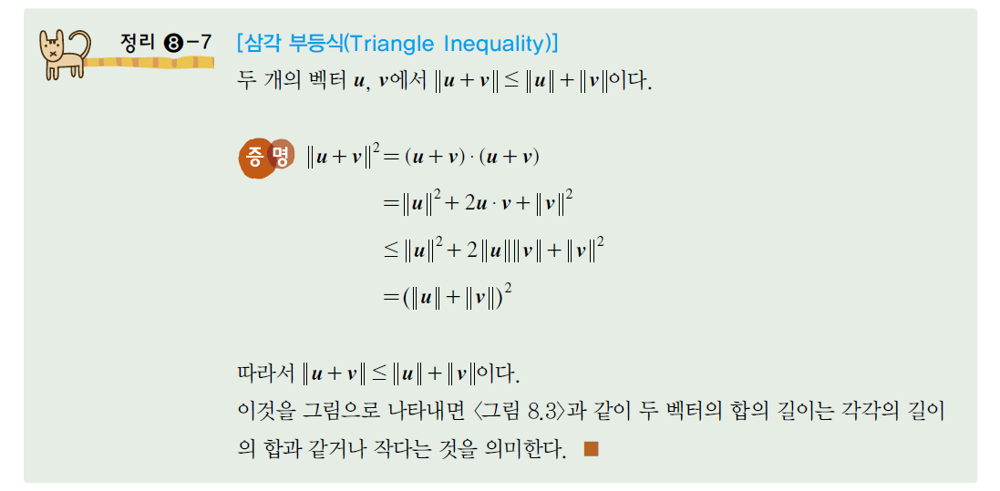 정리 ❽-7 [삼각 부등식(Triangle Inequality)]
두 개의 벡터 u, v에서 ‖u + v‖ ≤ ‖u‖ + ‖v‖이다.
증명 ‖u + v‖² = (u + v) · (u + v)
= ‖u‖² + 2u · v + ‖v‖²
≤ ‖u‖² + 2‖u‖‖v‖ + ‖v‖²
= (‖u‖ + ‖v‖)²
따라서 ‖u + v‖ ≤ ‖u‖ + ‖v‖이다.
이것을 그림으로 나타내면 〈그림 8.3〉과 같이 두 벡터의 합의 길이는 각각의 길이
의 합과 같거나 작다는 것을 의미한다. ■